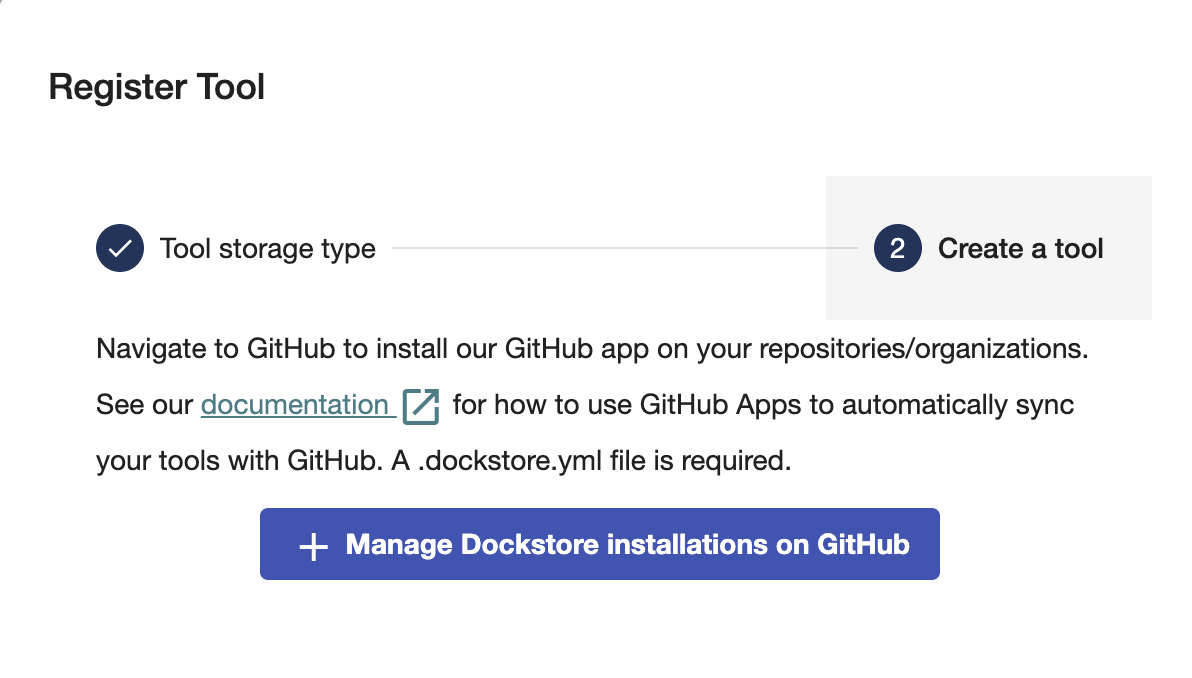 Register Tool
Tool storage type
2 Create a tool
Navigate to GitHub to install our GitHub app on your repositories/organizations.
See our documentation for how to use GitHub Apps to automatically sync
your tools with GitHub. A .dockstore.yml file is required.
Manage Dockstore installations on GitHub